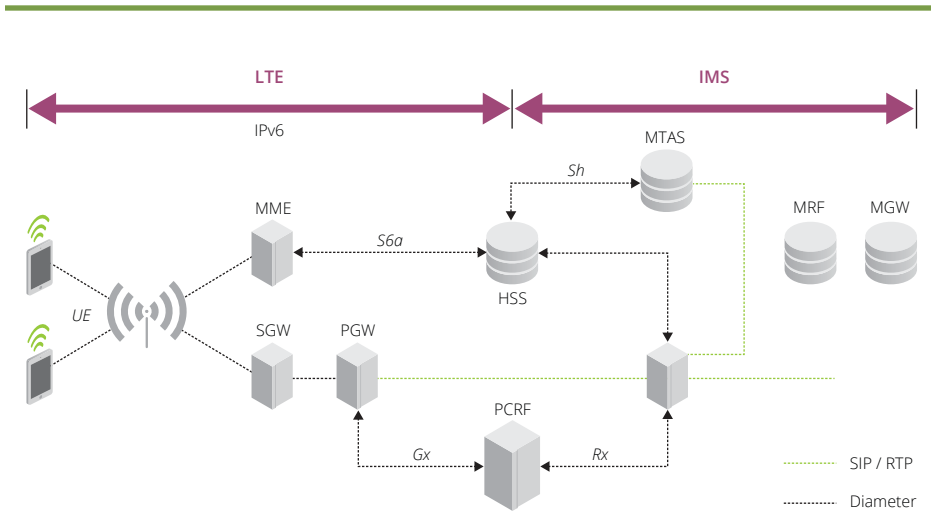 LTE
IMS
IPv6
MTAS
Sh
MME
MRF
MGW
S6a
HSS
UE
SGW
PGW
PCRF
Gx
Rx
SIP / RTP
Diameter